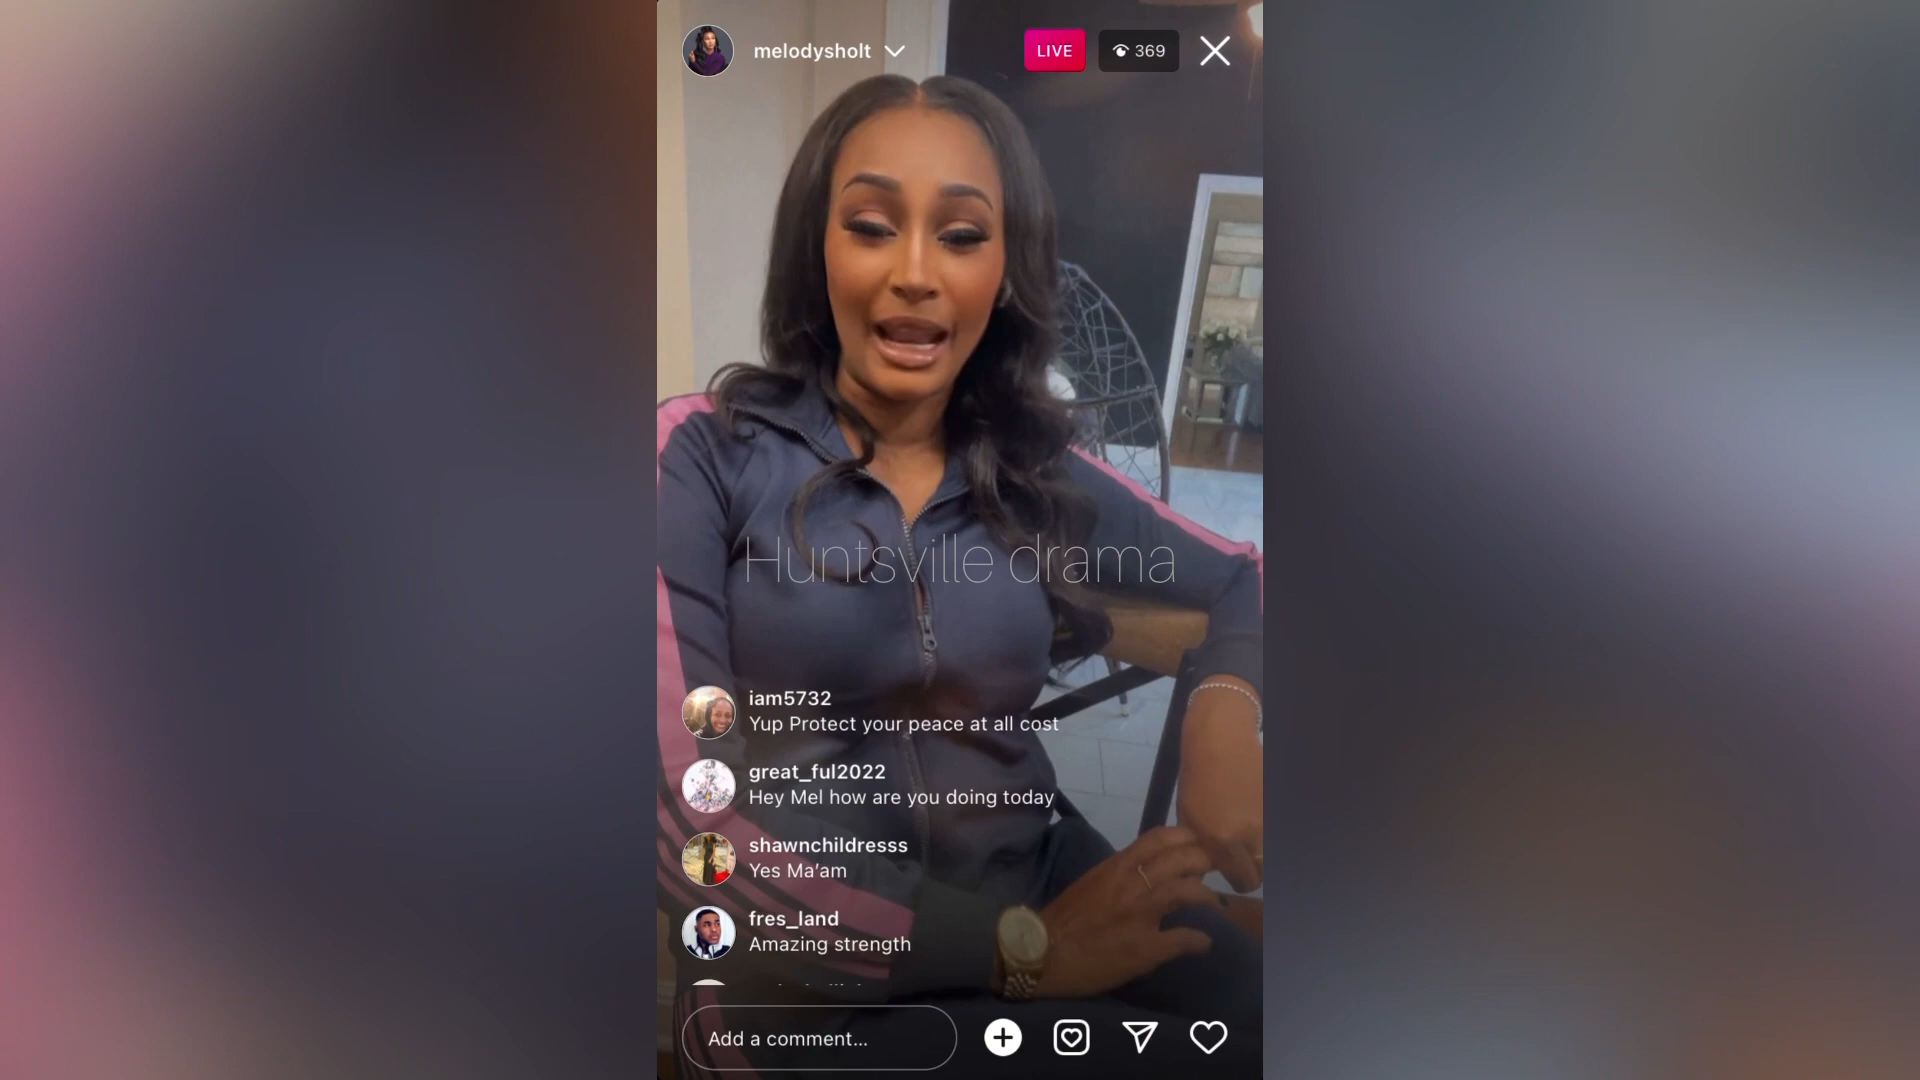 melodysholt
LIVE
369
Huntsville drama
iam5732
Yup Protect your peace at all cost
great_ful2022
Hey Mel how are you doing today
shawnchildresss
Yes Ma’am
fres_land
Amazing strength
Add a comment...